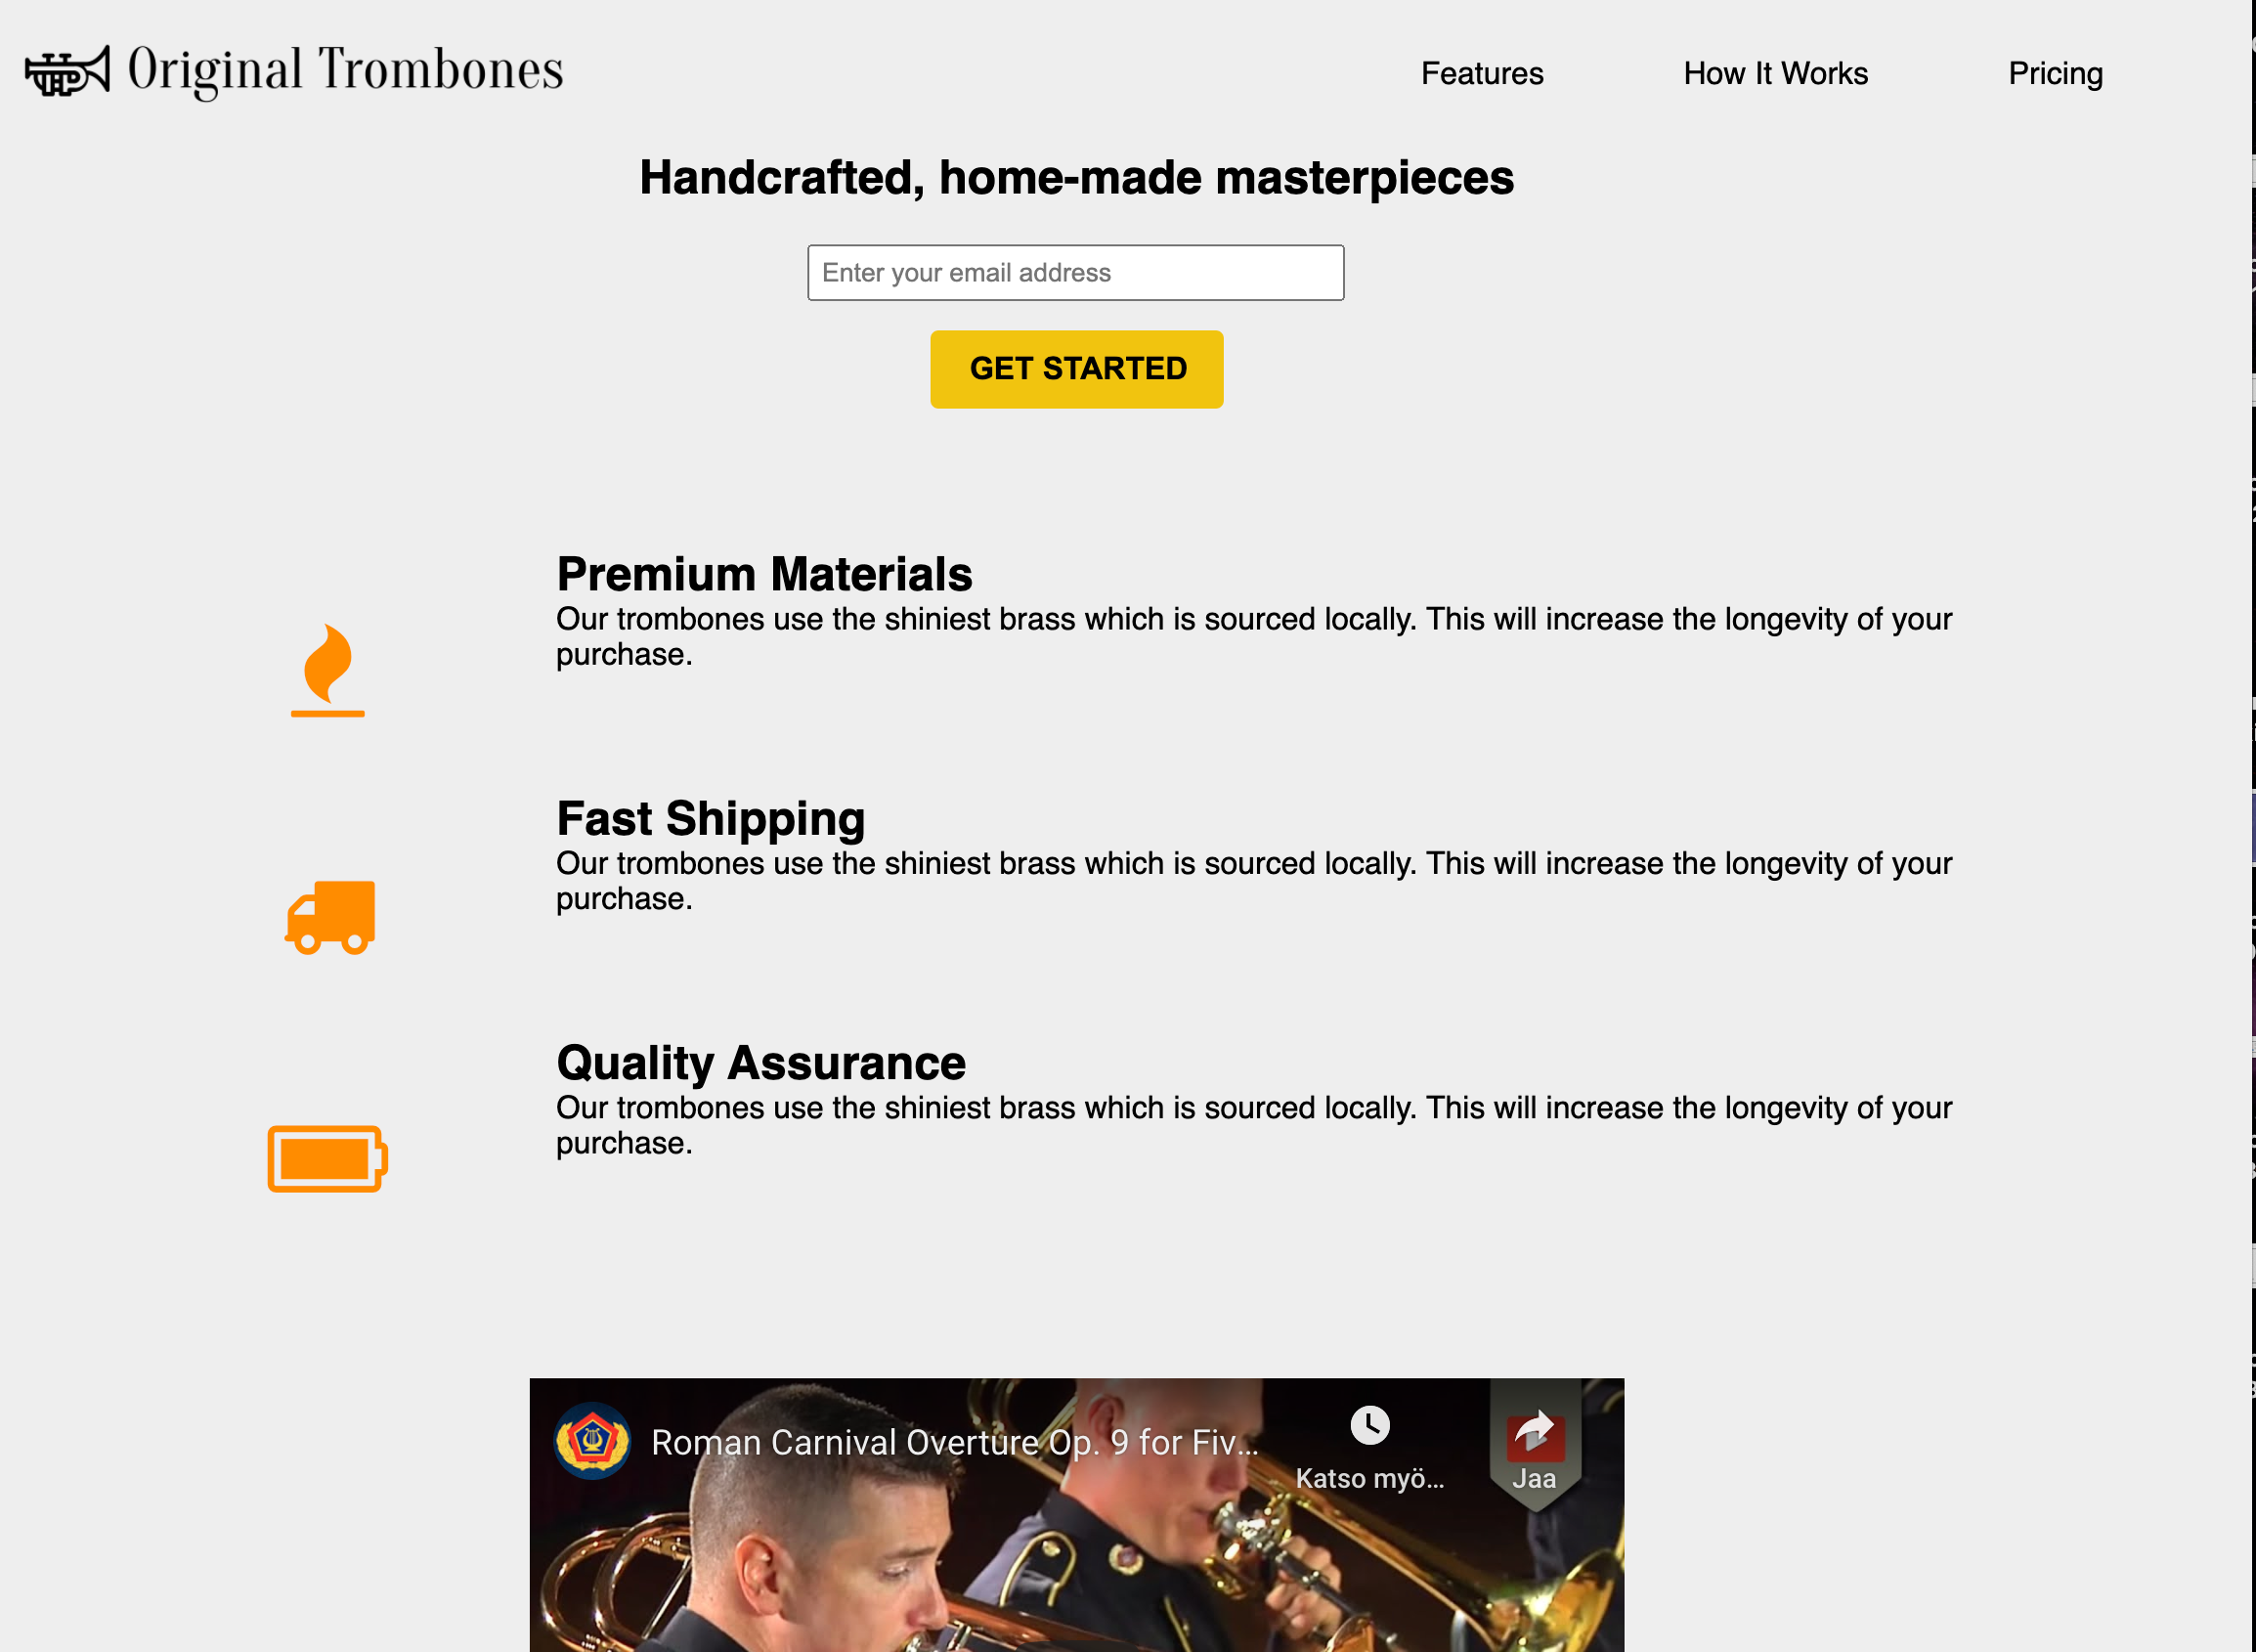 Original Trombones
Features
How It Works
Pricing
Handcrafted, home-made masterpieces
Enter your email address
GET STARTED
Premium Materials
Our trombones use the shiniest brass which is sourced locally. This will increase the longevity of your
purchase.
Fast Shipping
Our trombones use the shiniest brass which is sourced locally. This will increase the longevity of your
purchase.
Quality Assurance
Our trombones use the shiniest brass which is sourced locally. This will increase the longevity of your
purchase.
Roman Carnival Overture Op. 9 for Fiv...
Katso myö...
Jaa